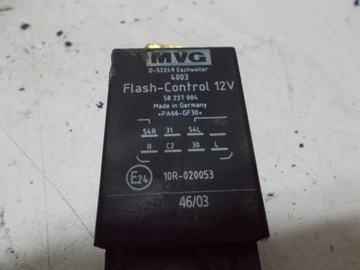 MVG
D-52249 Eschweiler
4003
Flash-Control 12V
58 227 004
Made in Germany
>PA66-GF30<
54R 31 54L
R C2 30 L
E24 10R-020053
46/03